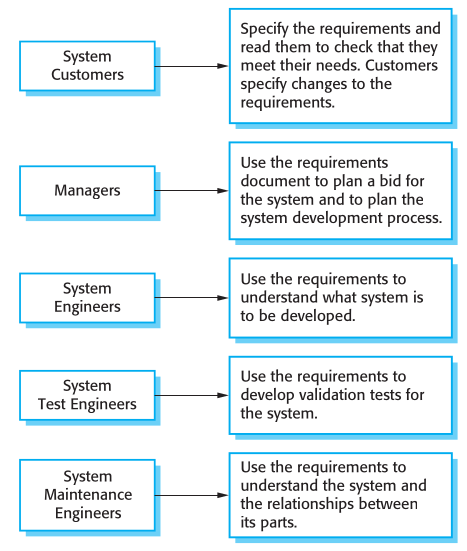 System
Customers
Specify the requirements and
read them to check that they
meet their needs. Customers
specify changes to the
requirements.
Managers
Use the requirements
document to plan a bid for
the system and to plan the
system development process.
System
Engineers
Use the requirements to
understand what system is
to be developed.
System
Test Engineers
Use the requirements to
develop validation tests for
the system.
System
Maintenance
Engineers
Use the requirements to
understand the system and
the relationships between
its parts.